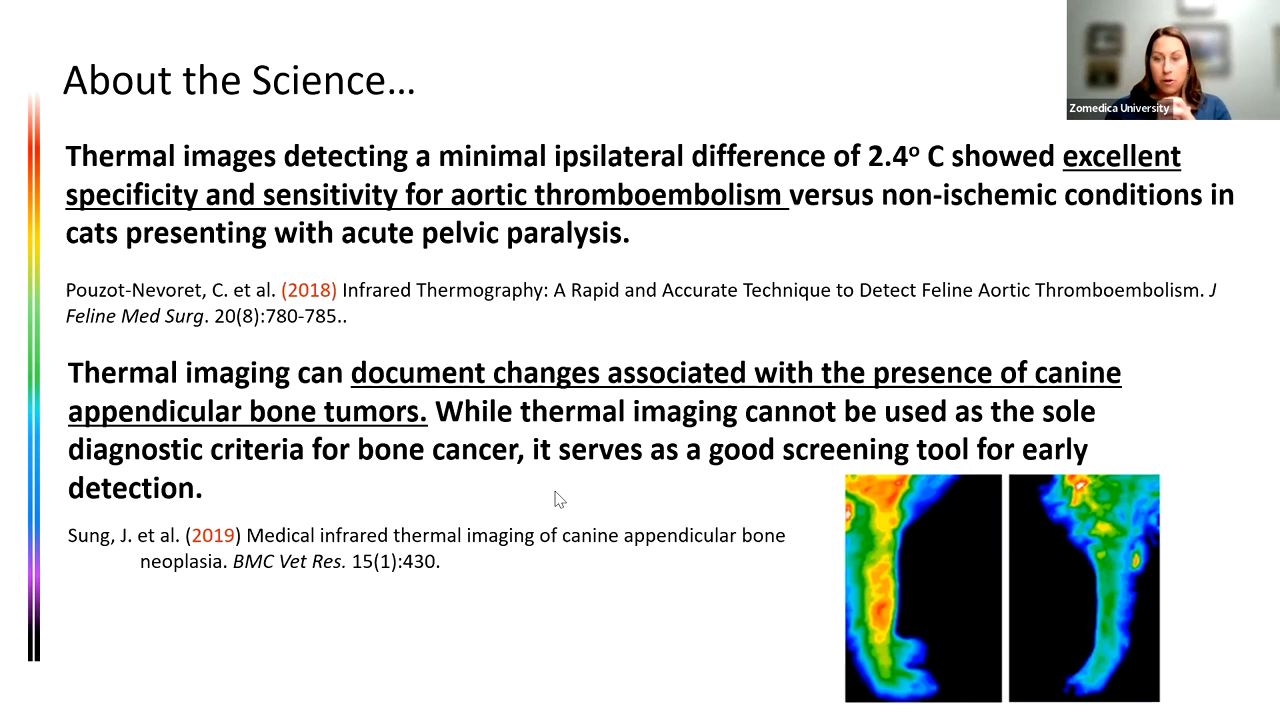 About the Science…
Zomedica University
Thermal images detecting a minimal ipsilateral difference of 2.4º C showed excellent
specificity and sensitivity for aortic thromboembolism versus non-ischemic conditions in
cats presenting with acute pelvic paralysis.
Pouzot-Nevoret, C. et al. (2018) Infrared Thermography: A Rapid and Accurate Technique to Detect Feline Aortic Thromboembolism. J
Feline Med Surg. 20(8):780-785..
Thermal imaging can document changes associated with the presence of canine
appendicular bone tumors. While thermal imaging cannot be used as the sole
diagnostic criteria for bone cancer, it serves as a good screening tool for early
detection.
Sung, J. et al. (2019) Medical infrared thermal imaging of canine appendicular bone
neoplasia. BMC Vet Res. 15(1):430.